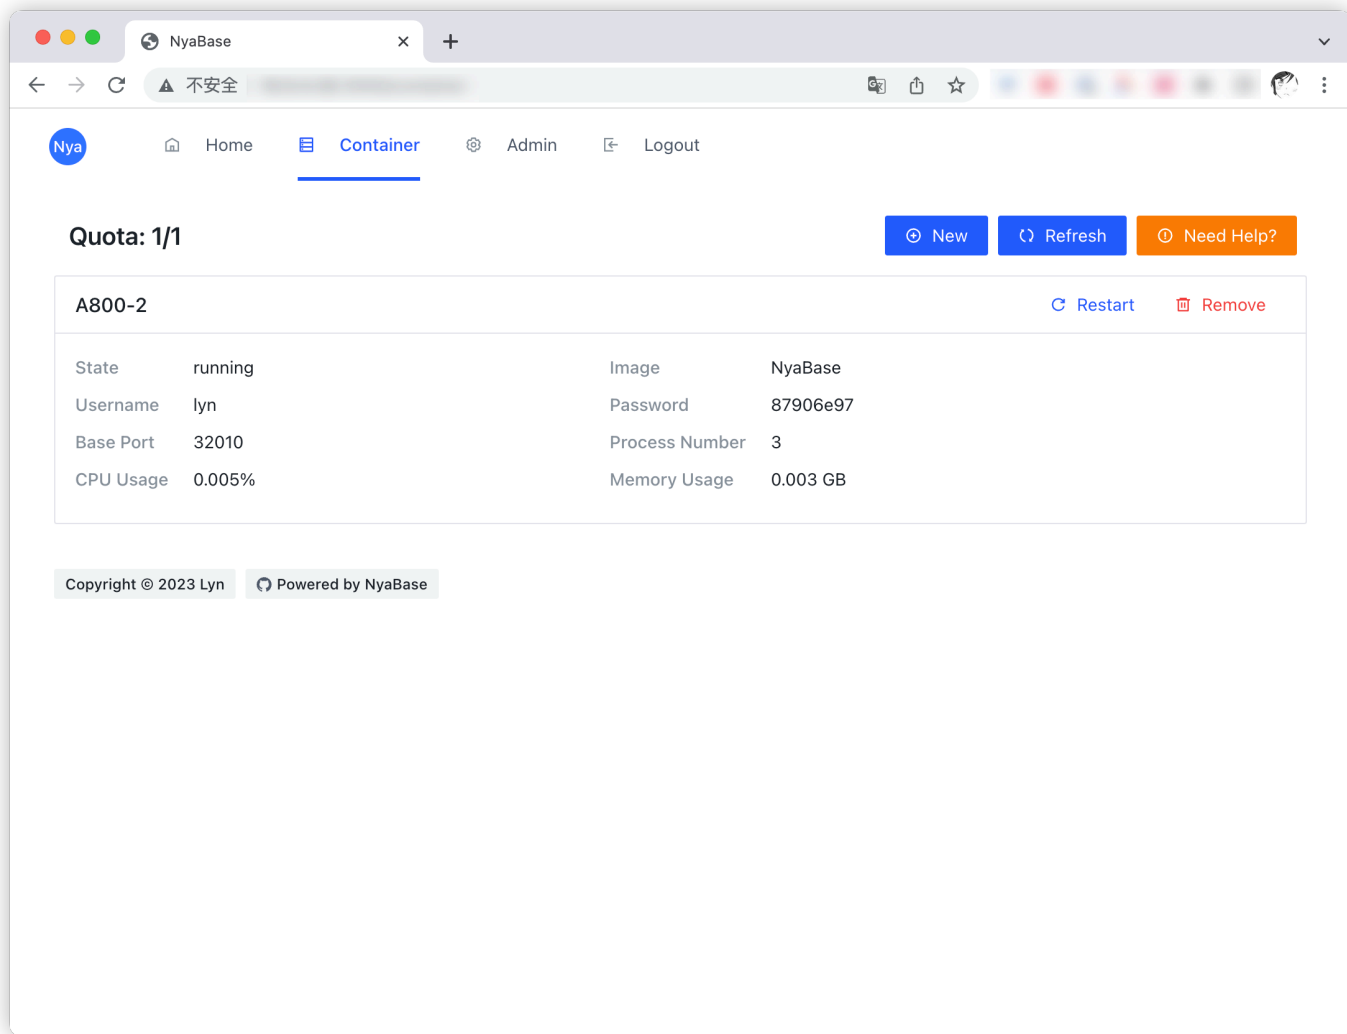 NyaBase
不安全
Nya Home Container Admin Logout
Quota: 1/1 New Refresh Need Help?
A800-2 Restart Remove
State running Image NyaBase
Username lyn Password 87906e97
Base Port 32010 Process Number 3
CPU Usage 0.005% Memory Usage 0.003 GB
Copyright © 2023 Lyn Powered by NyaBase